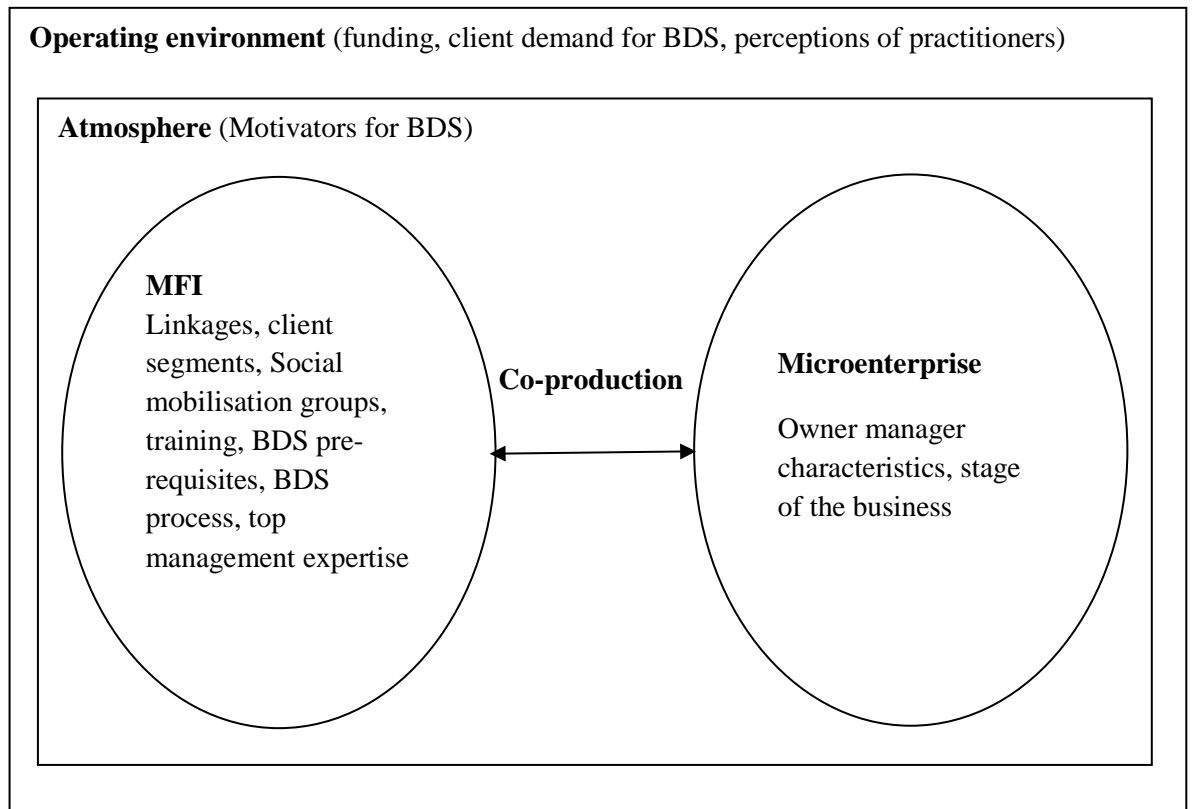 Operating environment (funding, client demand for BDS, perceptions of practitioners)
Atmosphere (Motivators for BDS)
MFI
Linkages, client
segments, Social
mobilisation groups,
training, BDS pre-
requisites, BDS
process, top
management expertise
Co-production
Microenterprise
Owner manager
characteristics, stage
of the business